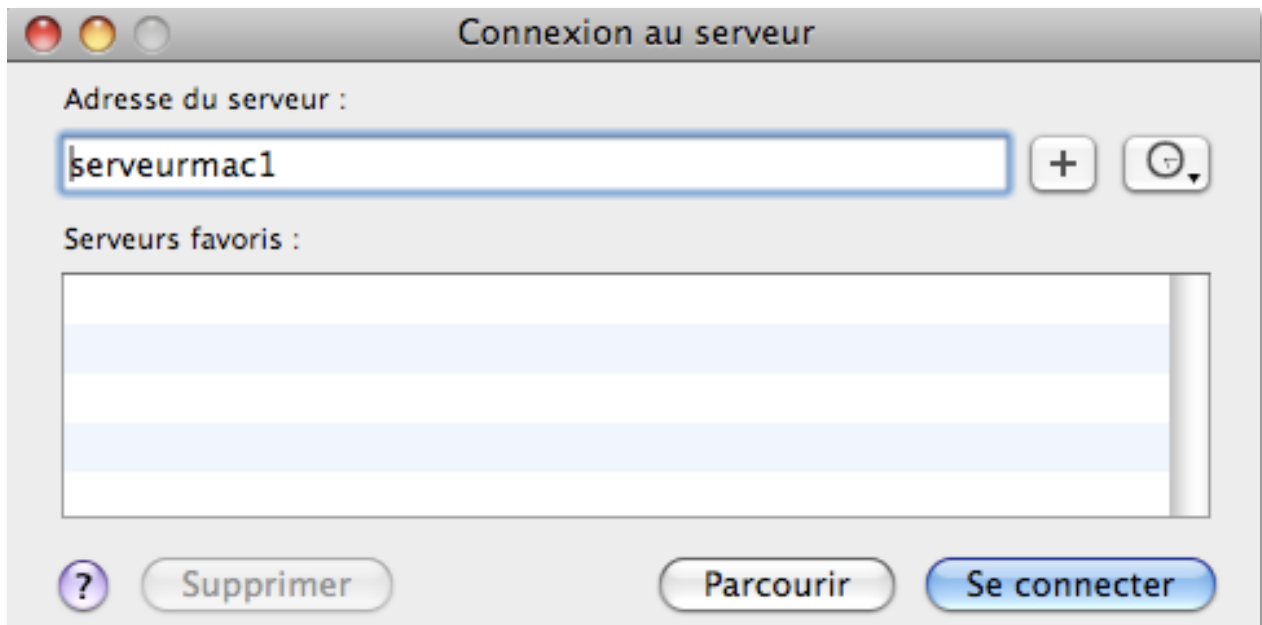 Connexion au serveur
Adresse du serveur :
serveurmac1
+
Serveurs favoris :
? Supprimer Parcourir Se connecter